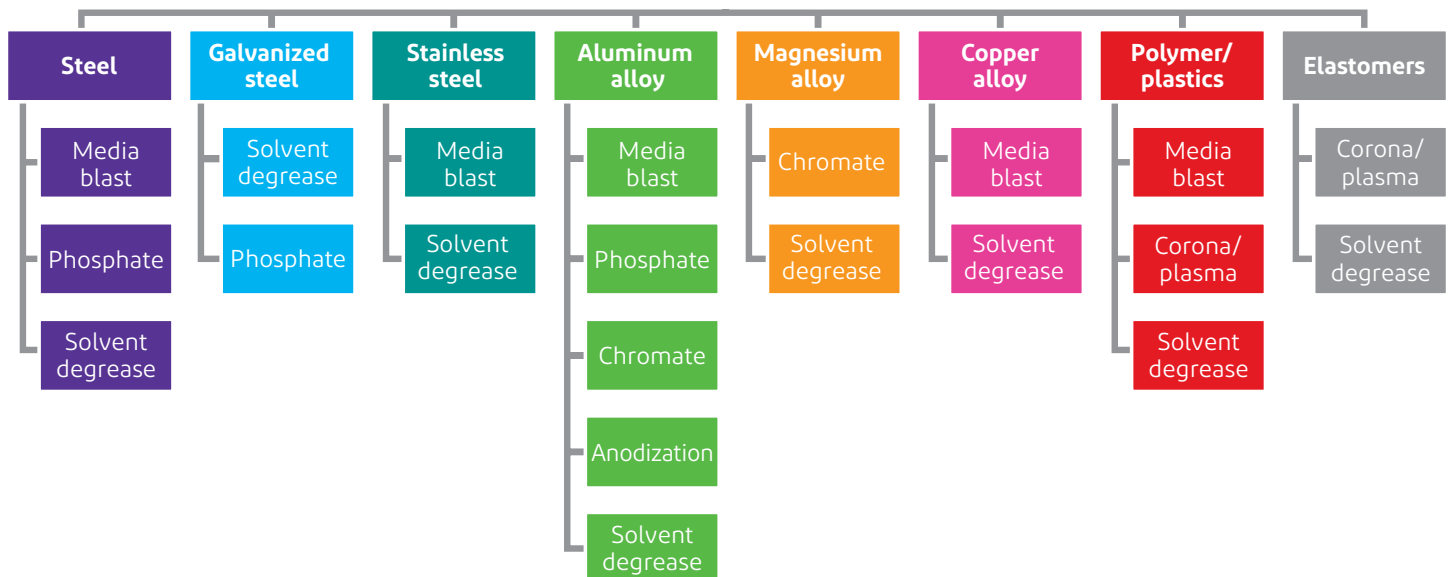 Steel
Media
blast
Phosphate
Solvent
degrease
Galvanized
steel
Solvent
degrease
Phosphate
Stainless
steel
Media
blast
Solvent
degrease
Aluminum
alloy
Media
blast
Phosphate
Chromate
Anodization
Solvent
degrease
Magnesium
alloy
Chromate
Solvent
degrease
Copper
alloy
Media
blast
Solvent
degrease
Polymer/
plastics
Media
blast
Corona/
plasma
Solvent
degrease
Elastomers
Corona/
plasma
Solvent
degrease